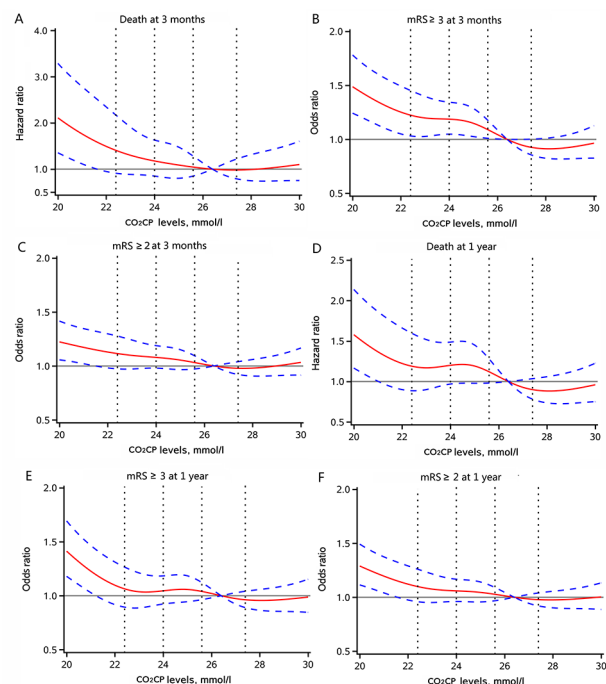 A
Death at 3 months
4.0
3.0
2.0
1.0
0.5
Hazard ratio
20 22 24 26 28 30
CO2CP levels, mmol/l
B
mRS ≥ 3 at 3 months
2.0
1.5
1.0
0.5
Odds ratio
20 22 24 26 28 30
CO2CP levels, mmol/l
C
mRS ≥ 2 at 3 months
2.0
1.5
1.0
0.5
Odds ratio
20 22 24 26 28 30
CO2CP levels, mmol/l
D
Death at 1 year
2.5
2.0
1.5
1.0
0.5
Hazard ratio
20 22 24 26 28 30
CO2CP levels, mmol/l
E
mRS ≥ 3 at 1 year
2.0
1.5
1.0
0.5
Odds ratio
20 22 24 26 28 30
CO2CP levels, mmol/l
F
mRS ≥ 2 at 1 year
2.0
1.5
1.0
0.5
Odds ratio
20 22 24 26 28 30
CO2CP levels, mmol/l